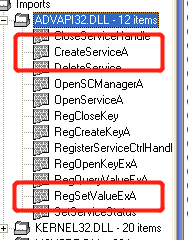 Imports
ADVAPI32.DLL - 12 items
CloseServiceHandle
CreateServiceA
DeleteService
OpenSCManagerA
OpenServiceA
RegCloseKey
RegCreateKeyA
RegisterServiceCtrlHandl
RegOpenKeyExA
RegQueryValueExA
RegSetValueExA
SetServiceStatus
KERNEL32.DLL - 20 items